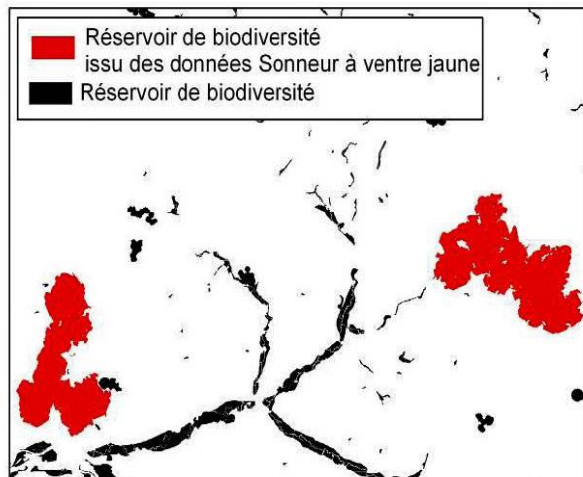 Réservoir de biodiversité
issu des données Sonneur à ventre jaune
Réservoir de biodiversité